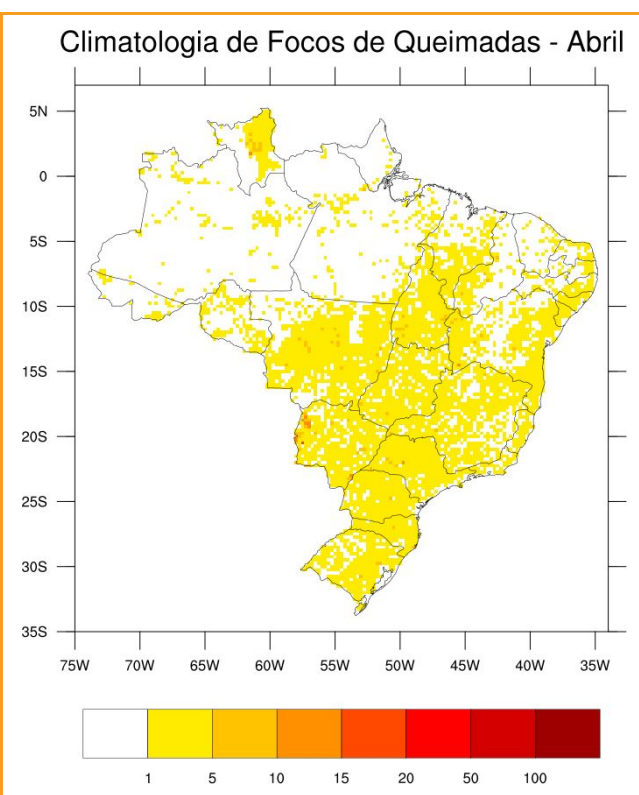 Climatologia de Focos de Queimadas - Abril
5N
0
5S
10S
15S
20S
25S
30S
35S
75W 70W 65W 60W 55W 50W 45W 40W 35W
1 5 10 15 20 50 100